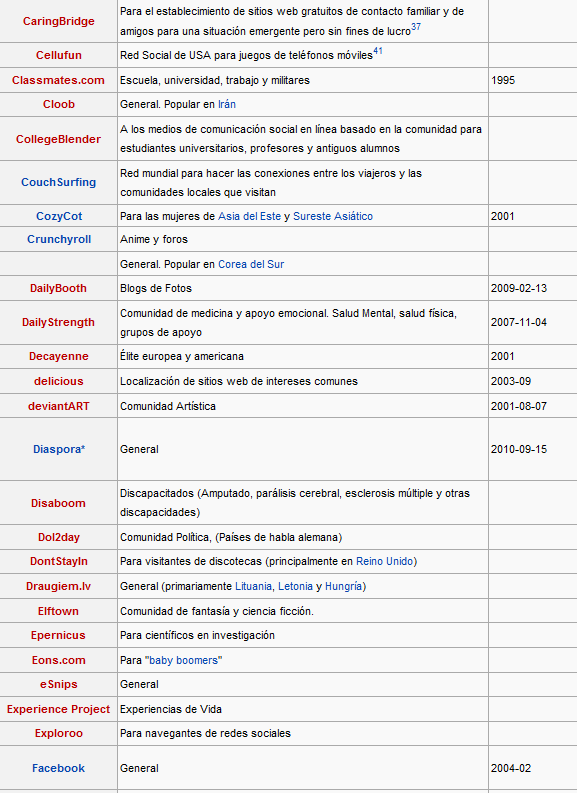 CaringBridge
Para el establecimiento de sitios web gratuitos de contacto familiar y de
amigos para una situación emergente pero sin fines de lucro37
Cellufun
Red Social de USA para juegos de teléfonos móviles41
Classmates.com
Escuela, universidad, trabajo y militares
1995
Cloob
General. Popular en Irán
CollegeBlender
A los medios de comunicación social en línea basado en la comunidad para
estudiantes universitarios, profesores y antiguos alumnos
CouchSurfing
Red mundial para hacer las conexiones entre los viajeros y las
comunidades locales que visitan
CozyCot
Para las mujeres de Asia del Este y Sureste Asiático
2001
Crunchyroll
Anime y foros
General. Popular en Corea del Sur
DailyBooth
Blogs de Fotos
2009-02-13
DailyStrength
Comunidad de medicina y apoyo emocional. Salud Mental, salud física,
grupos de apoyo
2007-11-04
Decayenne
Élite europea y americana
2001
delicious
Localización de sitios web de intereses comunes
2003-09
deviantART
Comunidad Artística
2001-08-07
Diaspora*
General
2010-09-15
Disaboom
Discapacitados (Amputado, parálisis cerebral, esclerosis múltiple y otras
discapacidades)
Dol2day
Comunidad Política, (Países de habla alemana)
DontStayIn
Para visitantes de discotecas (principalmente en Reino Unido)
Draugiem.lv
General (primariamente Lituania, Letonia y Hungría)
Elftown
Comunidad de fantasía y ciencia ficción.
Epernicus
Para científicos en investigación
Eons.com
Para "baby boomers"
eSnips
General
Experience Project
Experiencias de Vida
Exploroo
Para navegantes de redes sociales
Facebook
General
2004-02